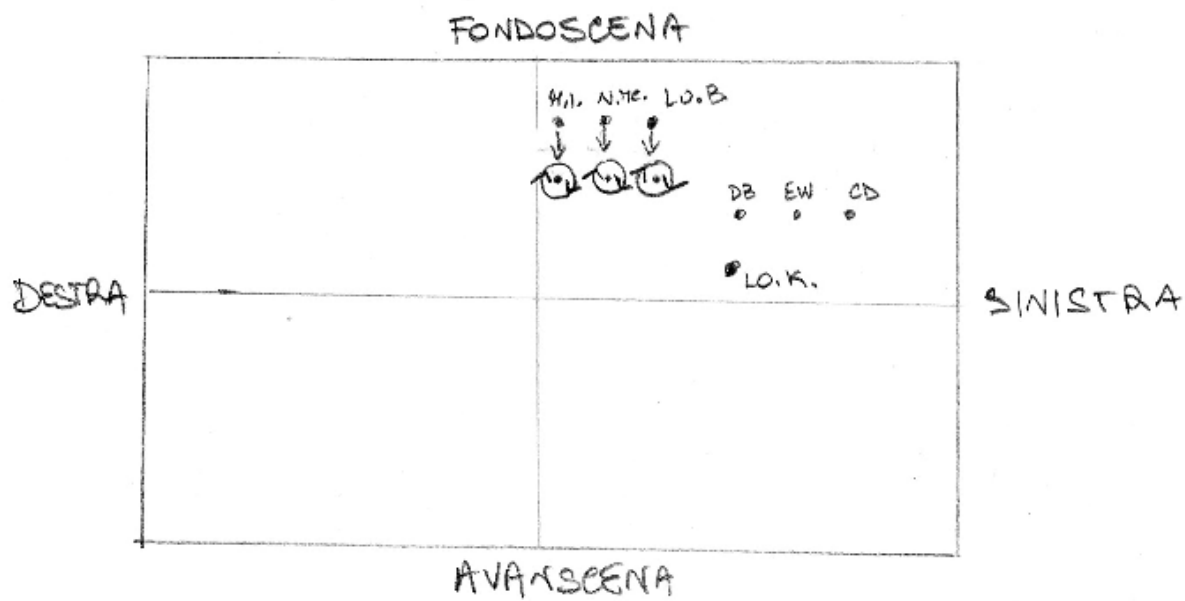 FONDOSCENA
M.I. N.Mc. LO.B
DB EW CD
LO.K.
DESTRA
SINISTRA
AVANSCENA